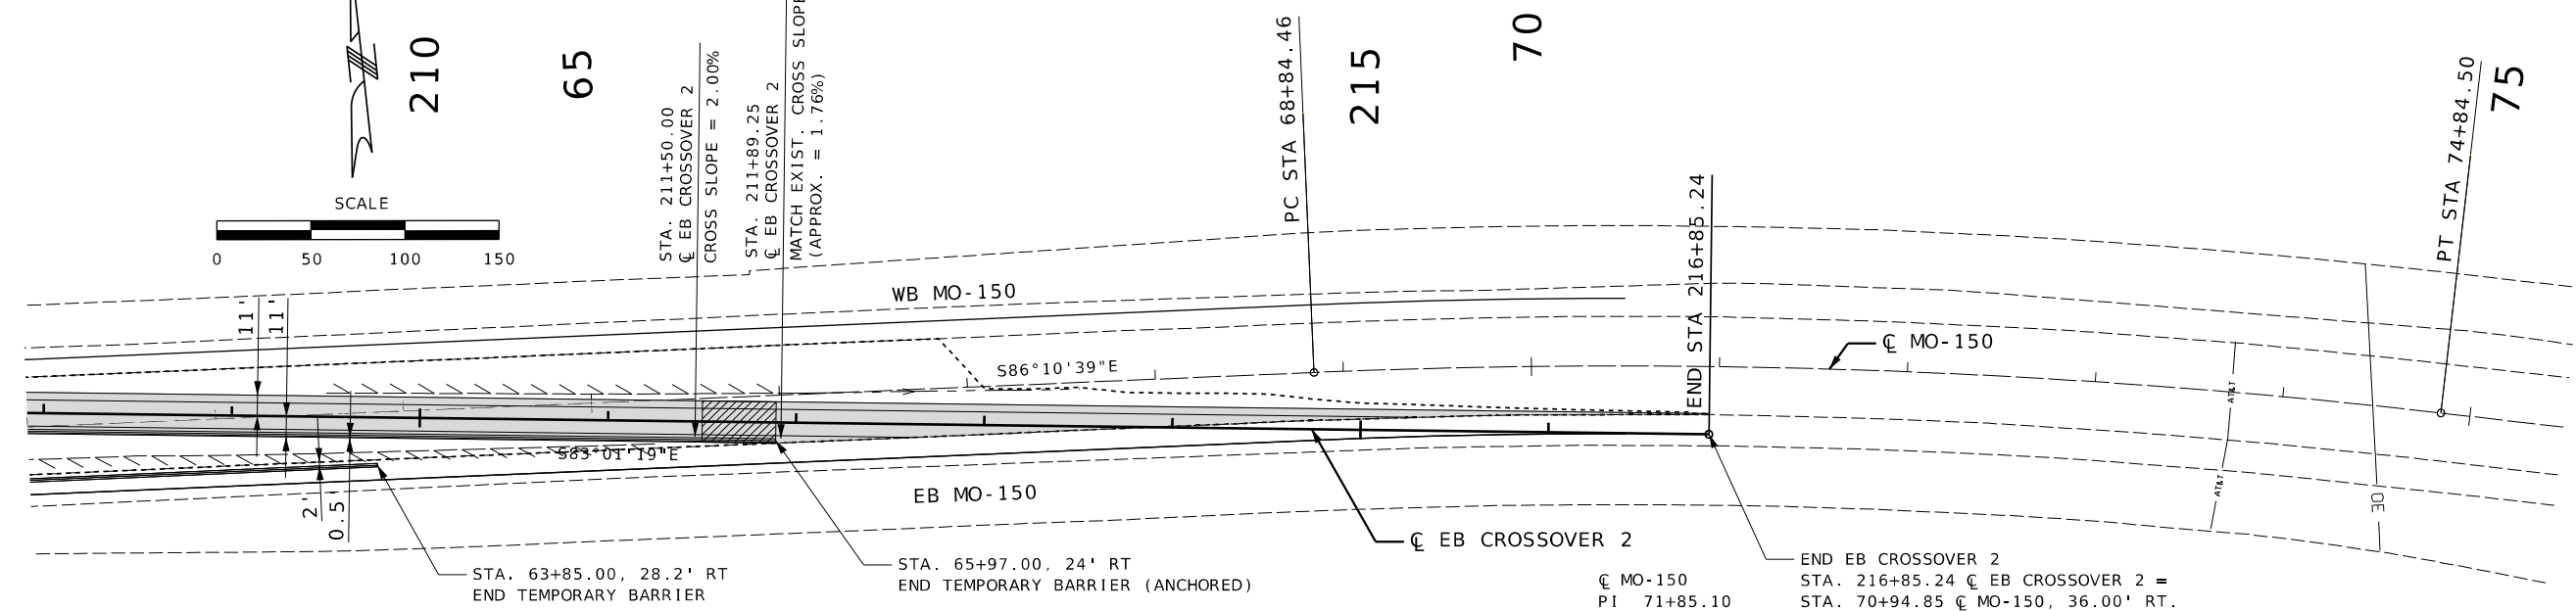 210
65
STA. 211+50.00
℄ EB CROSSOVER 2
CROSS SLOPE = 2.00%
STA. 211+89.25
℄ EB CROSSOVER 2
MATCH EXIST. CROSS SLOPE
(APPROX. = 1.76%)
PC STA 68+84.46
215
70
END STA 216+85.24
PT STA 74+84.50
75
SCALE
0 50 100 150
11'
11'
WB MO-150
S86°10'39"E
℄ MO-150
AT&T
AT&T
OE
S83°01'19"E
2'
0.5'
EB MO-150
℄ EB CROSSOVER 2
STA. 63+85.00, 28.2' RT
END TEMPORARY BARRIER
STA. 65+97.00, 24' RT
END TEMPORARY BARRIER (ANCHORED)
℄ MO-150
PI 71+85.10
END EB CROSSOVER 2
STA. 216+85.24 ℄ EB CROSSOVER 2 =
STA. 70+94.85 ℄ MO-150, 36.00' RT.